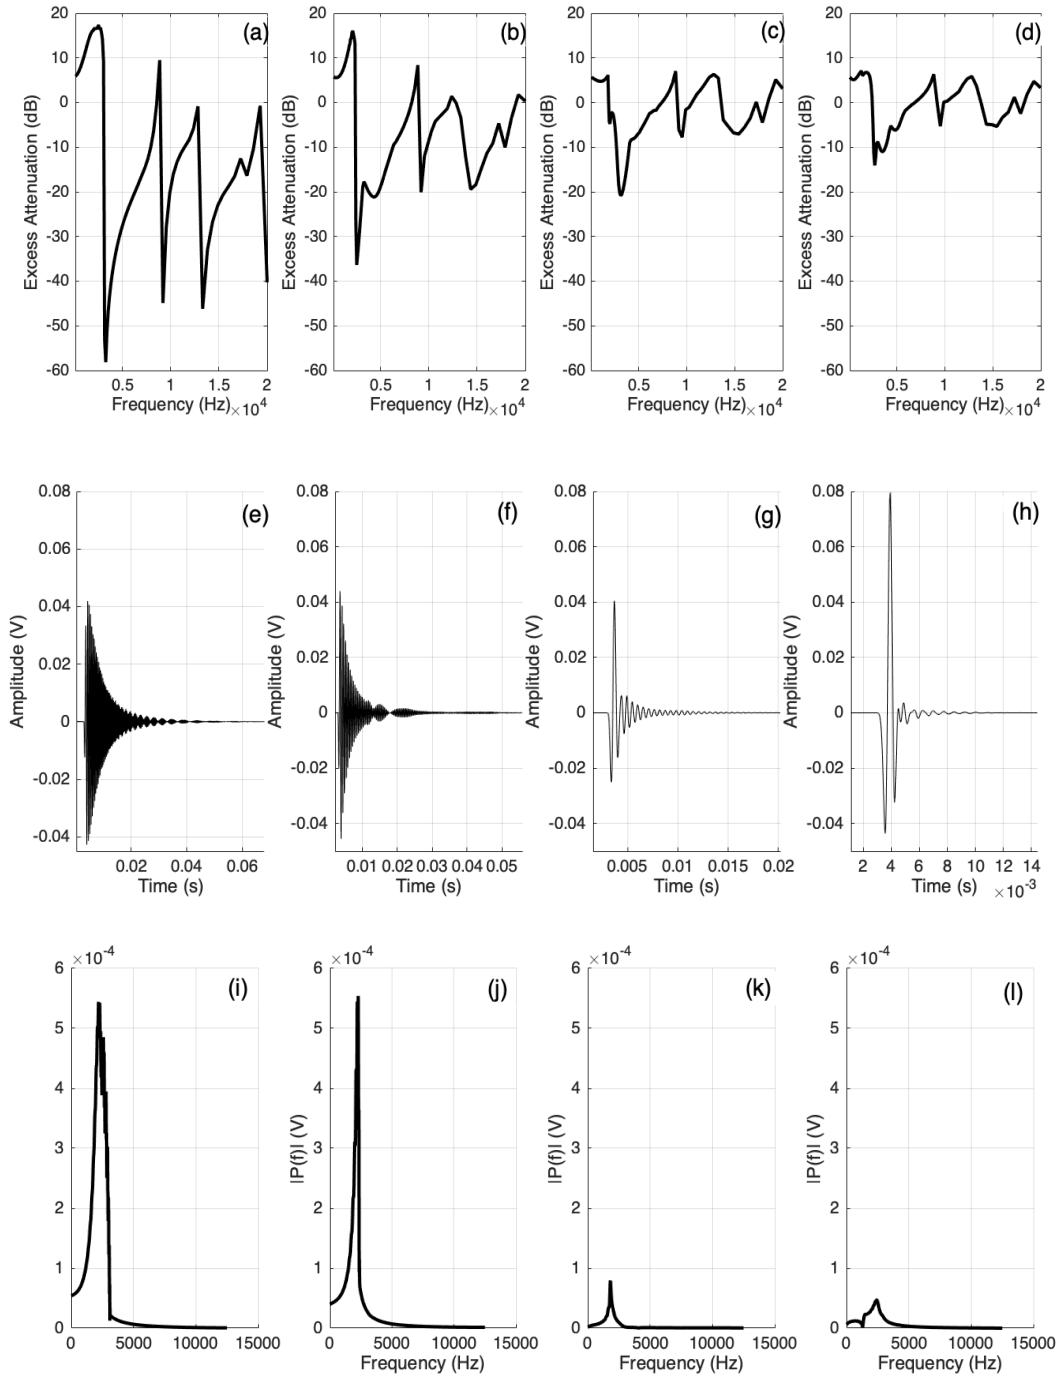 20
10
0
-10
-20
-30
-40
-50
-60
Excess Attenuation (dB)
0.5 1 1.5 2
Frequency (Hz) ×10^4
(a)
20
10
0
-10
-20
-30
-40
-50
-60
Excess Attenuation (dB)
0.5 1 1.5 2
Frequency (Hz) ×10^4
(b)
20
10
0
-10
-20
-30
-40
-50
-60
Excess Attenuation (dB)
0.5 1 1.5 2
Frequency (Hz) ×10^4
(c)
20
10
0
-10
-20
-30
-40
-50
-60
Excess Attenuation (dB)
0.5 1 1.5 2
Frequency (Hz) ×10^4
(d)
0.08
0.06
0.04
0.02
0
-0.02
-0.04
Amplitude (V)
0.02 0.04 0.06
Time (s)
(e)
0.08
0.06
0.04
0.02
0
-0.02
-0.04
Amplitude (V)
0.01 0.02 0.03 0.04 0.05
Time (s)
(f)
0.08
0.06
0.04
0.02
0
-0.02
-0.04
Amplitude (V)
0.005 0.01 0.015 0.02
Time (s)
(g)
0.08
0.06
0.04
0.02
0
-0.02
-0.04
Amplitude (V)
2 4 6 8 10 12 14
Time (s) ×10^-3
(h)
6 ×10^-4
5
4
3
2
1
0
0 5000 10000 15000
(i)
6 ×10^-4
5
4
3
2
1
0
|P(f)| (V)
0 5000 10000 15000
Frequency (Hz)
(j)
6 ×10^-4
5
4
3
2
1
0
|P(f)| (V)
0 5000 10000 15000
Frequency (Hz)
(k)
6 ×10^-4
5
4
3
2
1
0
|P(f)| (V)
0 5000 10000 15000
Frequency (Hz)
(l)